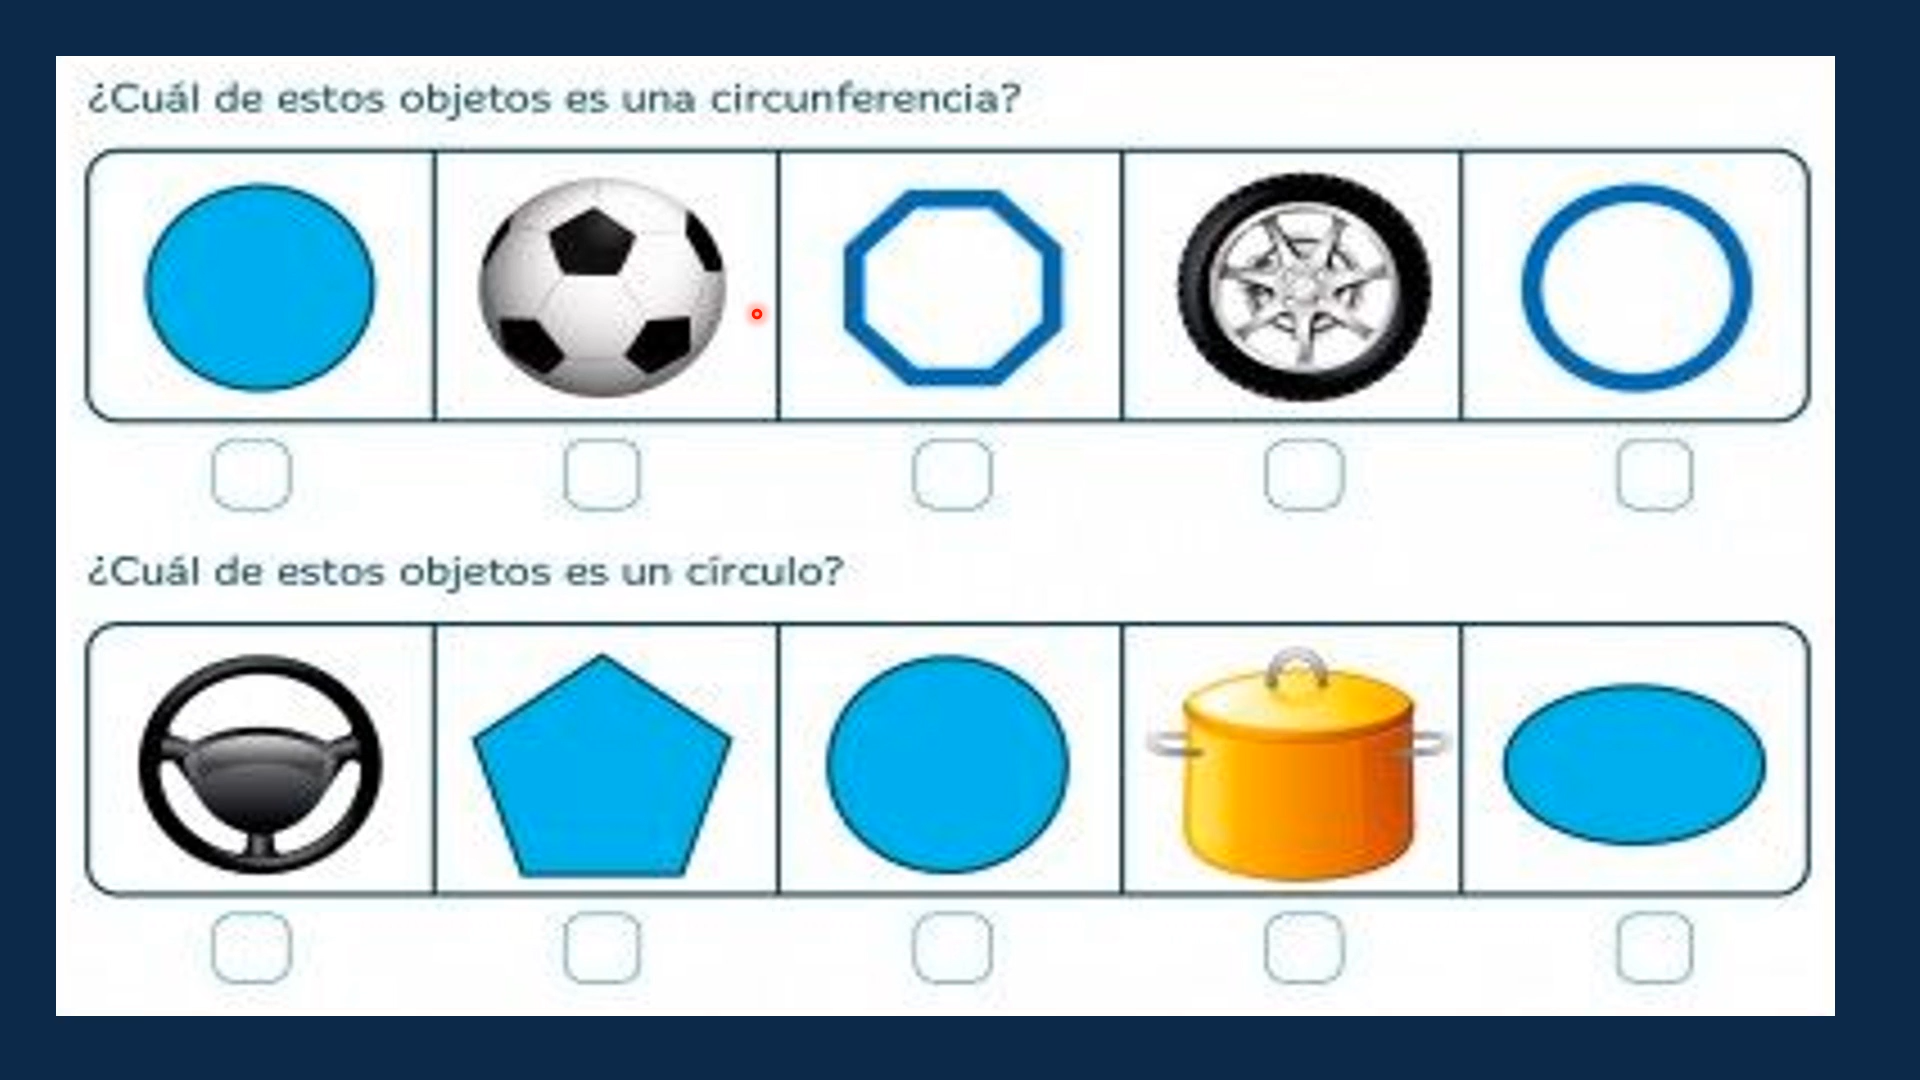 ¿Cuál de estos objetos es una circunferencia?
¿Cuál de estos objetos es un círculo?